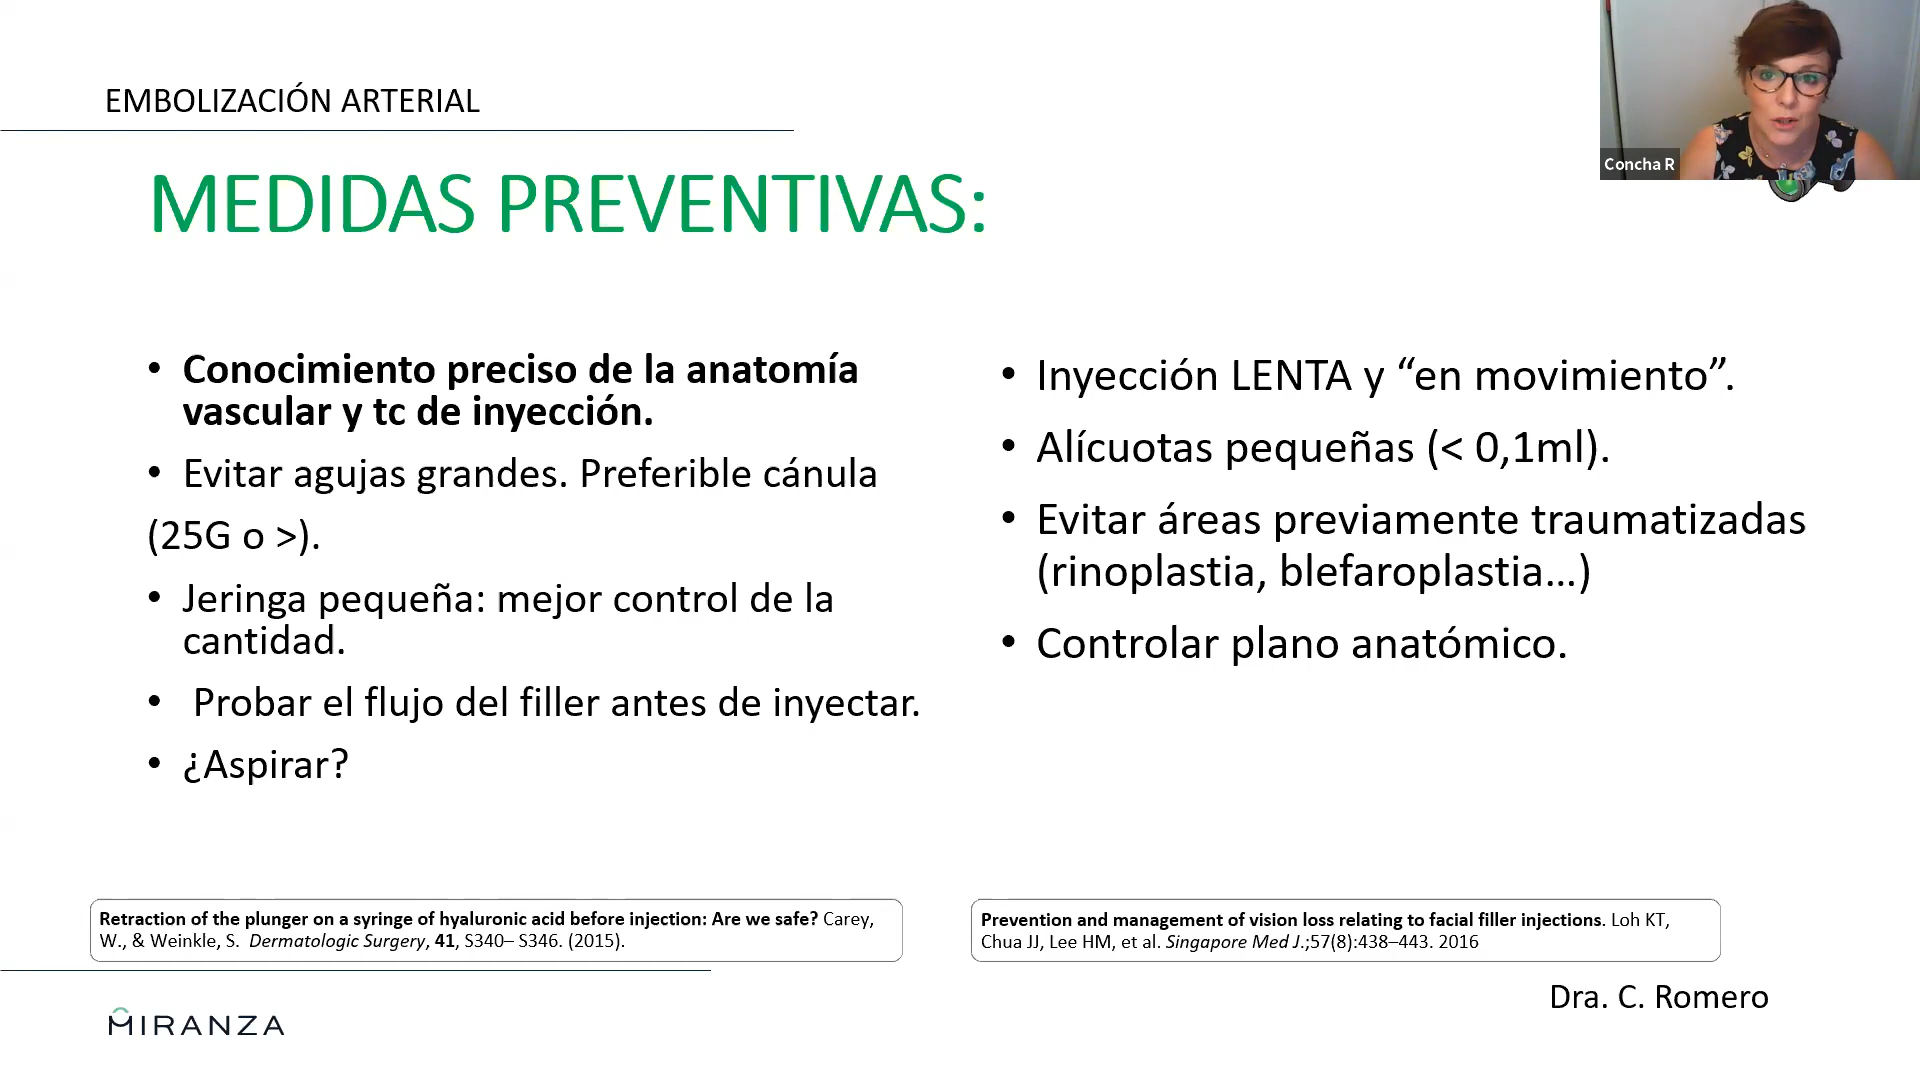 EMBOLIZACIÓN ARTERIAL
MEDIDAS PREVENTIVAS:
• Conocimiento preciso de la anatomía
vascular y tc de inyección.
• Evitar agujas grandes. Preferible cánula
(25G o >).
• Jeringa pequeña: mejor control de la
cantidad.
• Probar el flujo del filler antes de inyectar.
• ¿Aspirar?
• Inyección LENTA y “en movimiento”.
• Alícuotas pequeñas (< 0,1ml).
• Evitar áreas previamente traumatizadas
(rinoplastia, blefaroplastia…)
• Controlar plano anatómico.
Retraction of the plunger on a syringe of hyaluronic acid before injection: Are we safe? Carey,
W., & Weinkle, S. Dermatologic Surgery, 41, S340– S346. (2015).
Prevention and management of vision loss relating to facial filler injections. Loh KT,
Chua JJ, Lee HM, et al. Singapore Med J.;57(8):438–443. 2016
Dra. C. Romero
MIRANZA
Concha R